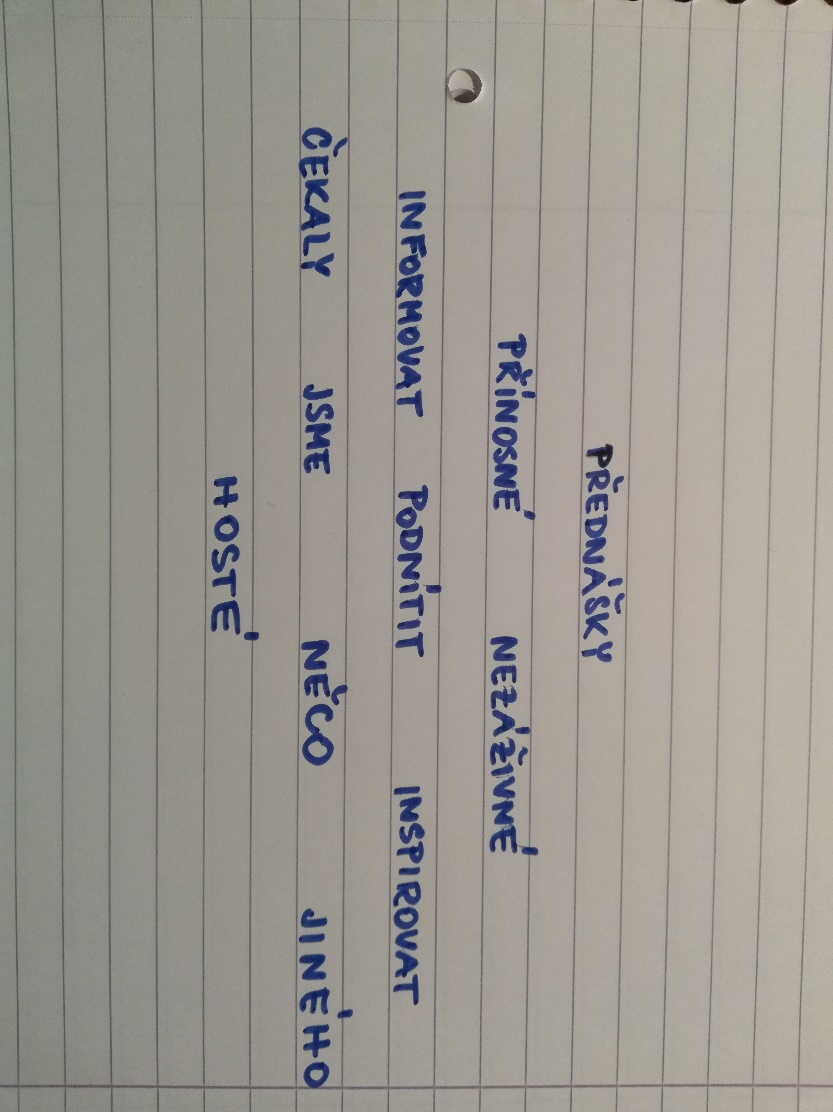 PŘEDNÁŠKY
PŘÍNOSNÉ NEZÁŽIVNÉ
INFORMOVAT PODNÍTIT INSPIROVAT
ČEKALY JSME NĚCO JINÉHO
HOSTÉ